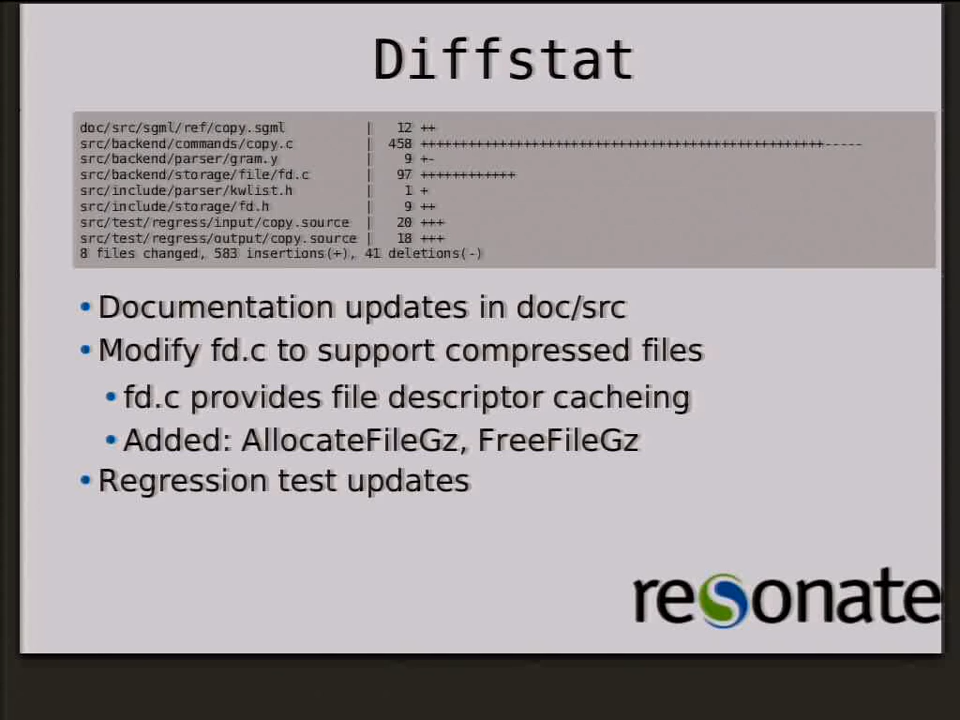 Diffstat
doc/src/sgml/ref/copy.sgml | 12 ++
src/backend/commands/copy.c | 458 +++++++++++++++++++++++++++++++++++++++++++++++++++-----
src/backend/parser/gram.y | 9 +-
src/backend/storage/file/fd.c | 97 ++++++++++++
src/include/parser/kwlist.h | 1 +
src/include/storage/fd.h | 9 ++
src/test/regress/input/copy.source | 20 +++
src/test/regress/output/copy.source | 18 +++
8 files changed, 583 insertions(+), 41 deletions(-)
• Documentation updates in doc/src
• Modify fd.c to support compressed files
• fd.c provides file descriptor cacheing
• Added: AllocateFileGz, FreeFileGz
• Regression test updates
resonate